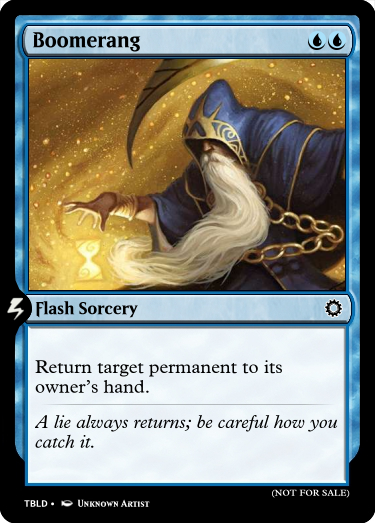 Boomerang
Flash Sorcery
Return target permanent to its
owner's hand.
A lie always returns; be careful how you
catch it.
(NOT FOR SALE)
TBLD • Unknown Artist